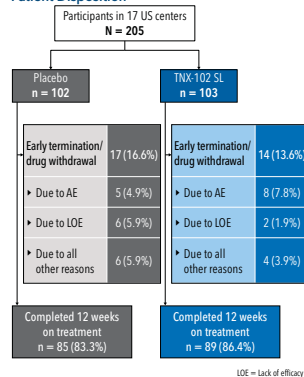 Participants in 17 US centers
N = 205
Placebo
n = 102
TNX-102 SL
n = 103
Early termination/
drug withdrawal
17 (16.6%)
Due to AE
5 (4.9%)
Due to LOE
6 (5.9%)
Due to all
other reasons
6 (5.9%)
Early termination/
drug withdrawal
14 (13.6%)
Due to AE
8 (7.8%)
Due to LOE
2 (1.9%)
Due to all
other reasons
4 (3.9%)
Completed 12 weeks
on treatment
n = 85 (83.3%)
Completed 12 weeks
on treatment
n = 89 (86.4%)
LOE = Lack of efficacy